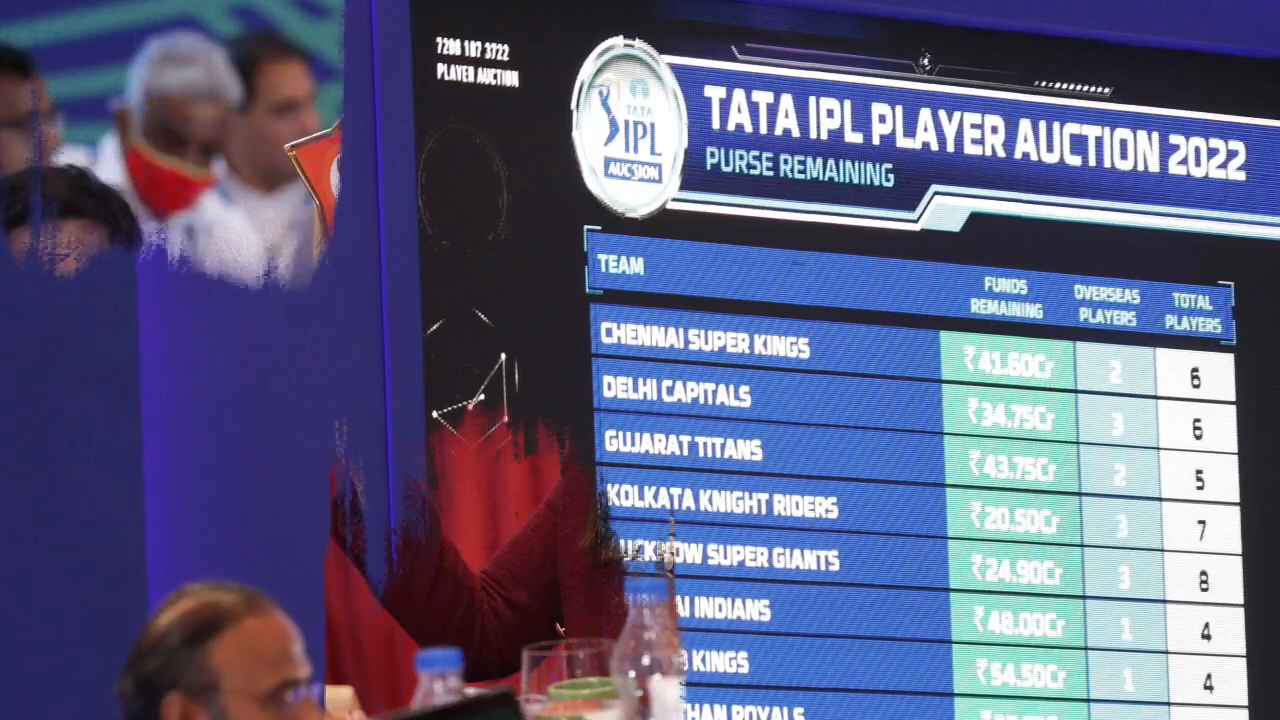 7200 107 3722
PLAYER AUCTION
TATA
IPL
AUCTION
TATA IPL PLAYER AUCTION 2022
PURSE REMAINING
TEAM FUNDS REMAINING OVERSEAS PLAYERS TOTAL PLAYERS
CHENNAI SUPER KINGS ₹41.60Cr 2 6
DELHI CAPITALS ₹34.75Cr 3 6
GUJARAT TITANS ₹43.75Cr 2 5
KOLKATA KNIGHT RIDERS ₹20.50Cr 3 7
SUPER GIANTS ₹24.90Cr 3 8
INDIANS ₹48.00Cr 1 4
KINGS ₹54.50Cr 1 4
ROYALS